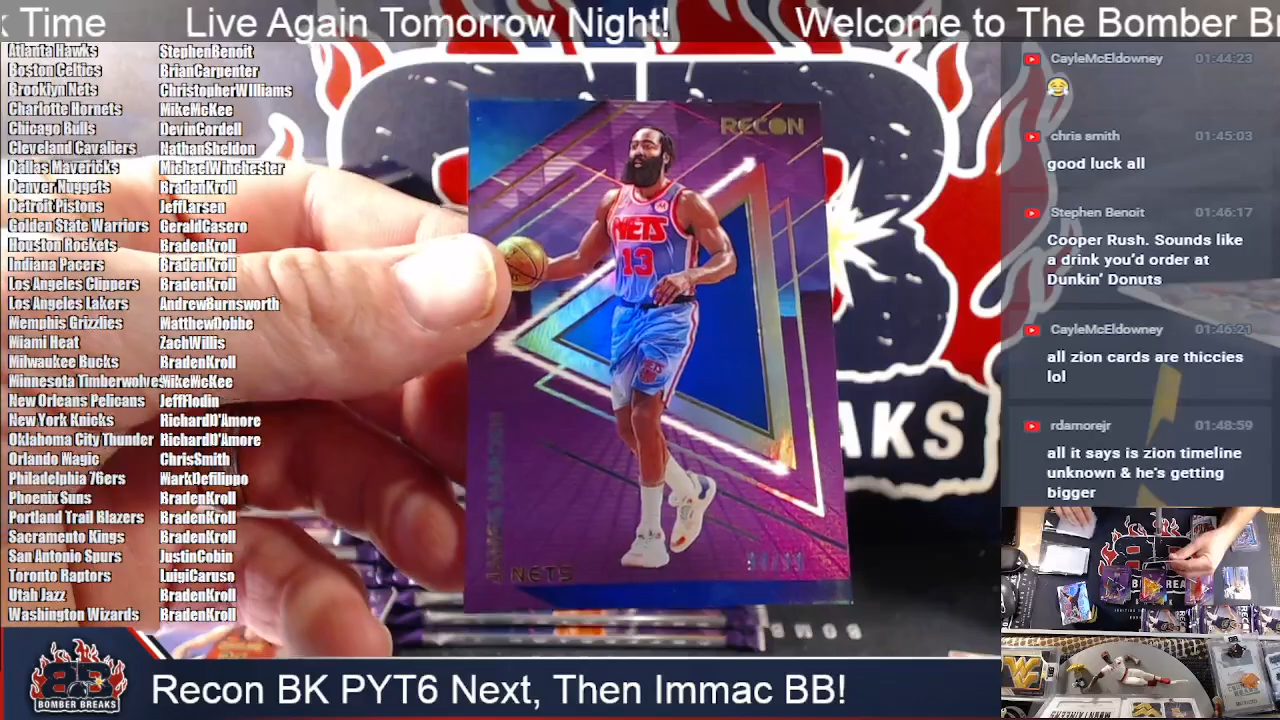 k Time Live Again Tomorrow Night! Welcome to The Bomber B
Atlanta Hawks StephenBenoit
Boston Celtics BrianCarpenter
Brooklyn Nets ChristopherWIlliams
Charlotte Hornets MikeMcKee
Chicago Bulls DevinCordell
Cleveland Cavaliers NathanSheldon
Dallas Mavericks MichaelWinchester
Denver Nuggets BradenKroll
Detroit Pistons JeffLarsen
Golden State Warriors GeraldCasero
Houston Rockets BradenKroll
Indiana Pacers BradenKroll
Los Angeles Clippers BradenKroll
Los Angeles Lakers AndrewBurnsworth
Memphis Grizzlies MatthewDobbe
Miami Heat ZachWillis
Milwaukee Bucks BradenKroll
Minnesota Timberwolves MikeMcKee
New Orleans Pelicans JeffFlodin
New York Knicks RichardD'Amore
Oklahoma City Thunder RichardD'Amore
Orlando Magic ChrisSmith
Philadelphia 76ers MarkDefilippo
Phoenix Suns BradenKroll
Portland Trail Blazers BradenKroll
Sacramento Kings BradenKroll
San Antonio Spurs JustinCobin
Toronto Raptors LuigiCaruso
Utah Jazz BradenKroll
Washington Wizards BradenKroll
RECON
NETS
13
JAMES HARDEN
NETS
AKS
CayleMcEldowney 01:44:23
😂
chris smith 01:45:03
good luck all
Stephen Benoit 01:46:17
Cooper Rush. Sounds like
a drink you'd order at
Dunkin' Donuts
CayleMcEldowney 01:46:21
all zion cards are thiccies
lol
rdamorejr 01:48:59
all it says is zion timeline
unknown & he's getting
bigger
BOMBER BREAKS
Recon BK PYT6 Next, Then Immac BB!